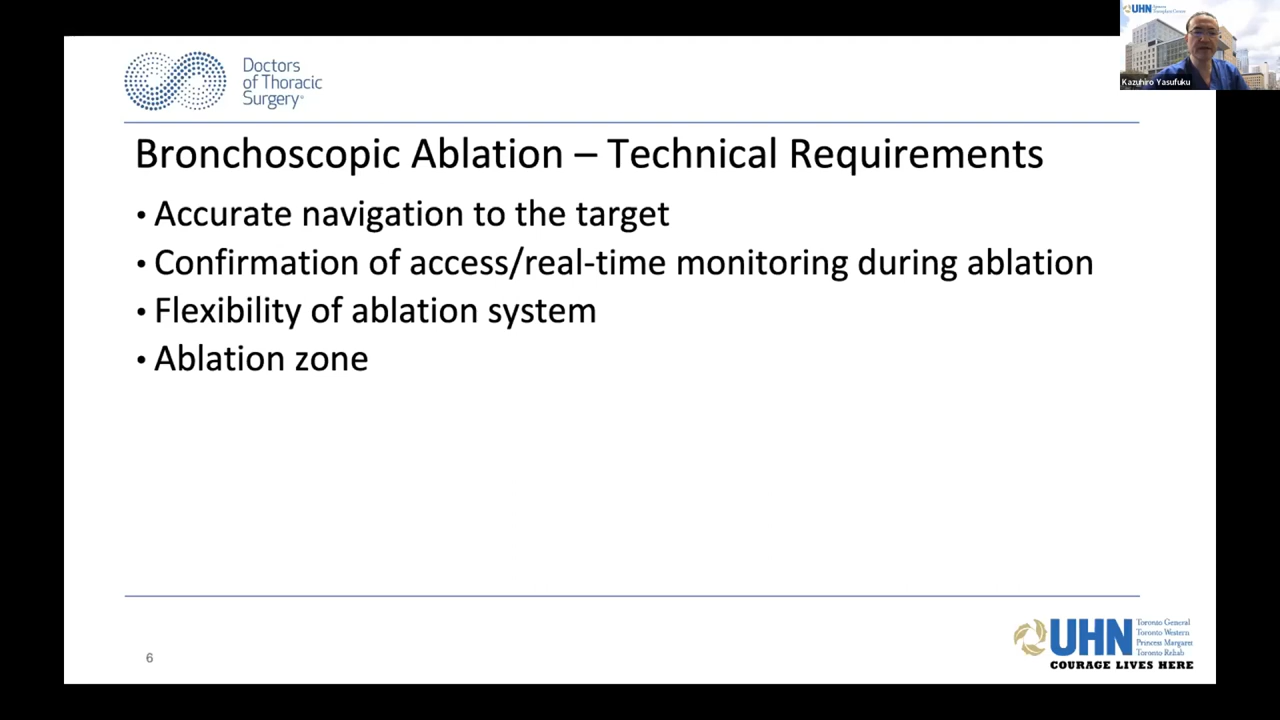 UHN
Kazuhiro Yasufuku
Doctors
of Thoracic
Surgery
Bronchoscopic Ablation – Technical Requirements
• Accurate navigation to the target
• Confirmation of access/real-time monitoring during ablation
• Flexibility of ablation system
• Ablation zone
6
UHN
Toronto General
Toronto Western
Princess Margaret
Toronto Rehab
COURAGE LIVES HERE